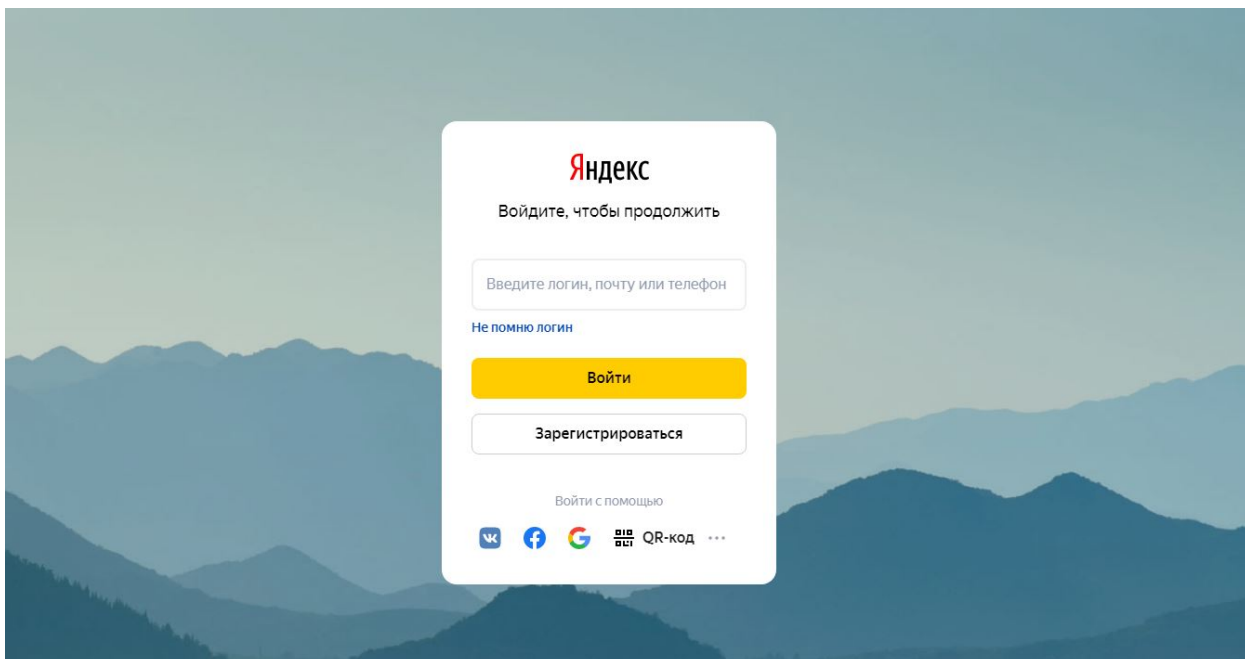 Яндекс
Войдите, чтобы продолжить
Введите логин, почту или телефон
Не помню логин
Войти
Зарегистрироваться
Войти с помощью
QR-код